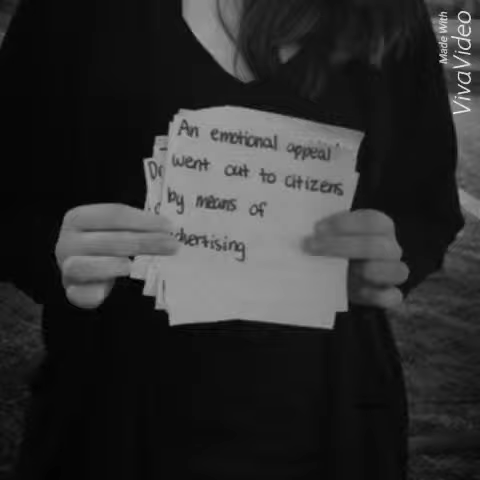 An emotional appeal
went out to citizens
by means of
dvertising
Made With
VivaVideo